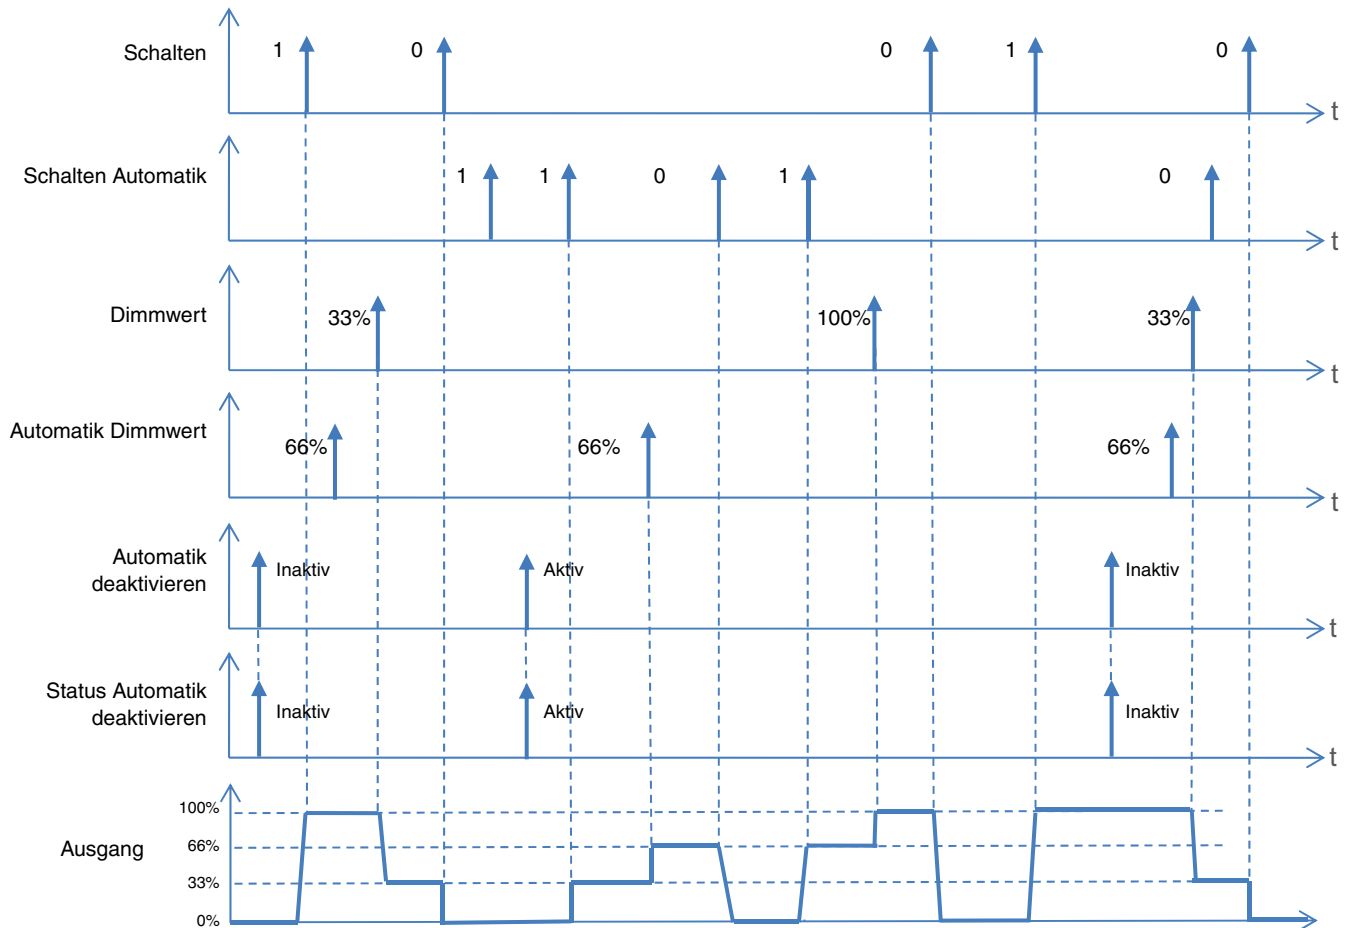 Schalten
1
0
0
1
0
t
Schalten Automatik
1
1
0
1
0
t
Dimmwert
33%
100%
33%
t
Automatik Dimmwert
66%
66%
66%
t
Automatik
deaktivieren
Inaktiv
Aktiv
Inaktiv
t
Status Automatik
deaktivieren
Inaktiv
Aktiv
Inaktiv
t
Ausgang
100%
66%
33%
0%